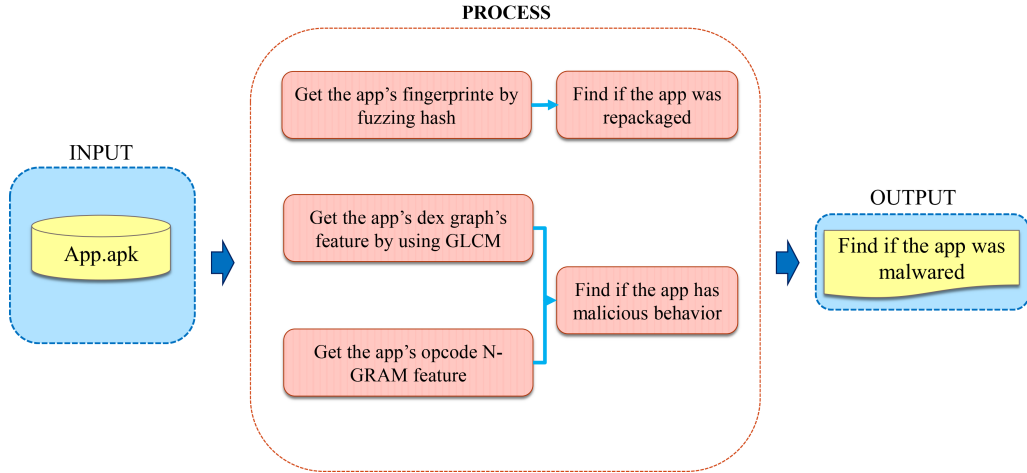 PROCESS
Get the app's fingerprinte by
fuzzing hash
Find if the app was
repackaged
INPUT
App.apk
Get the app's dex graph's
feature by using GLCM
Find if the app has
malicious behavior
Get the app's opcode N-
GRAM feature
OUTPUT
Find if the app was
malwared